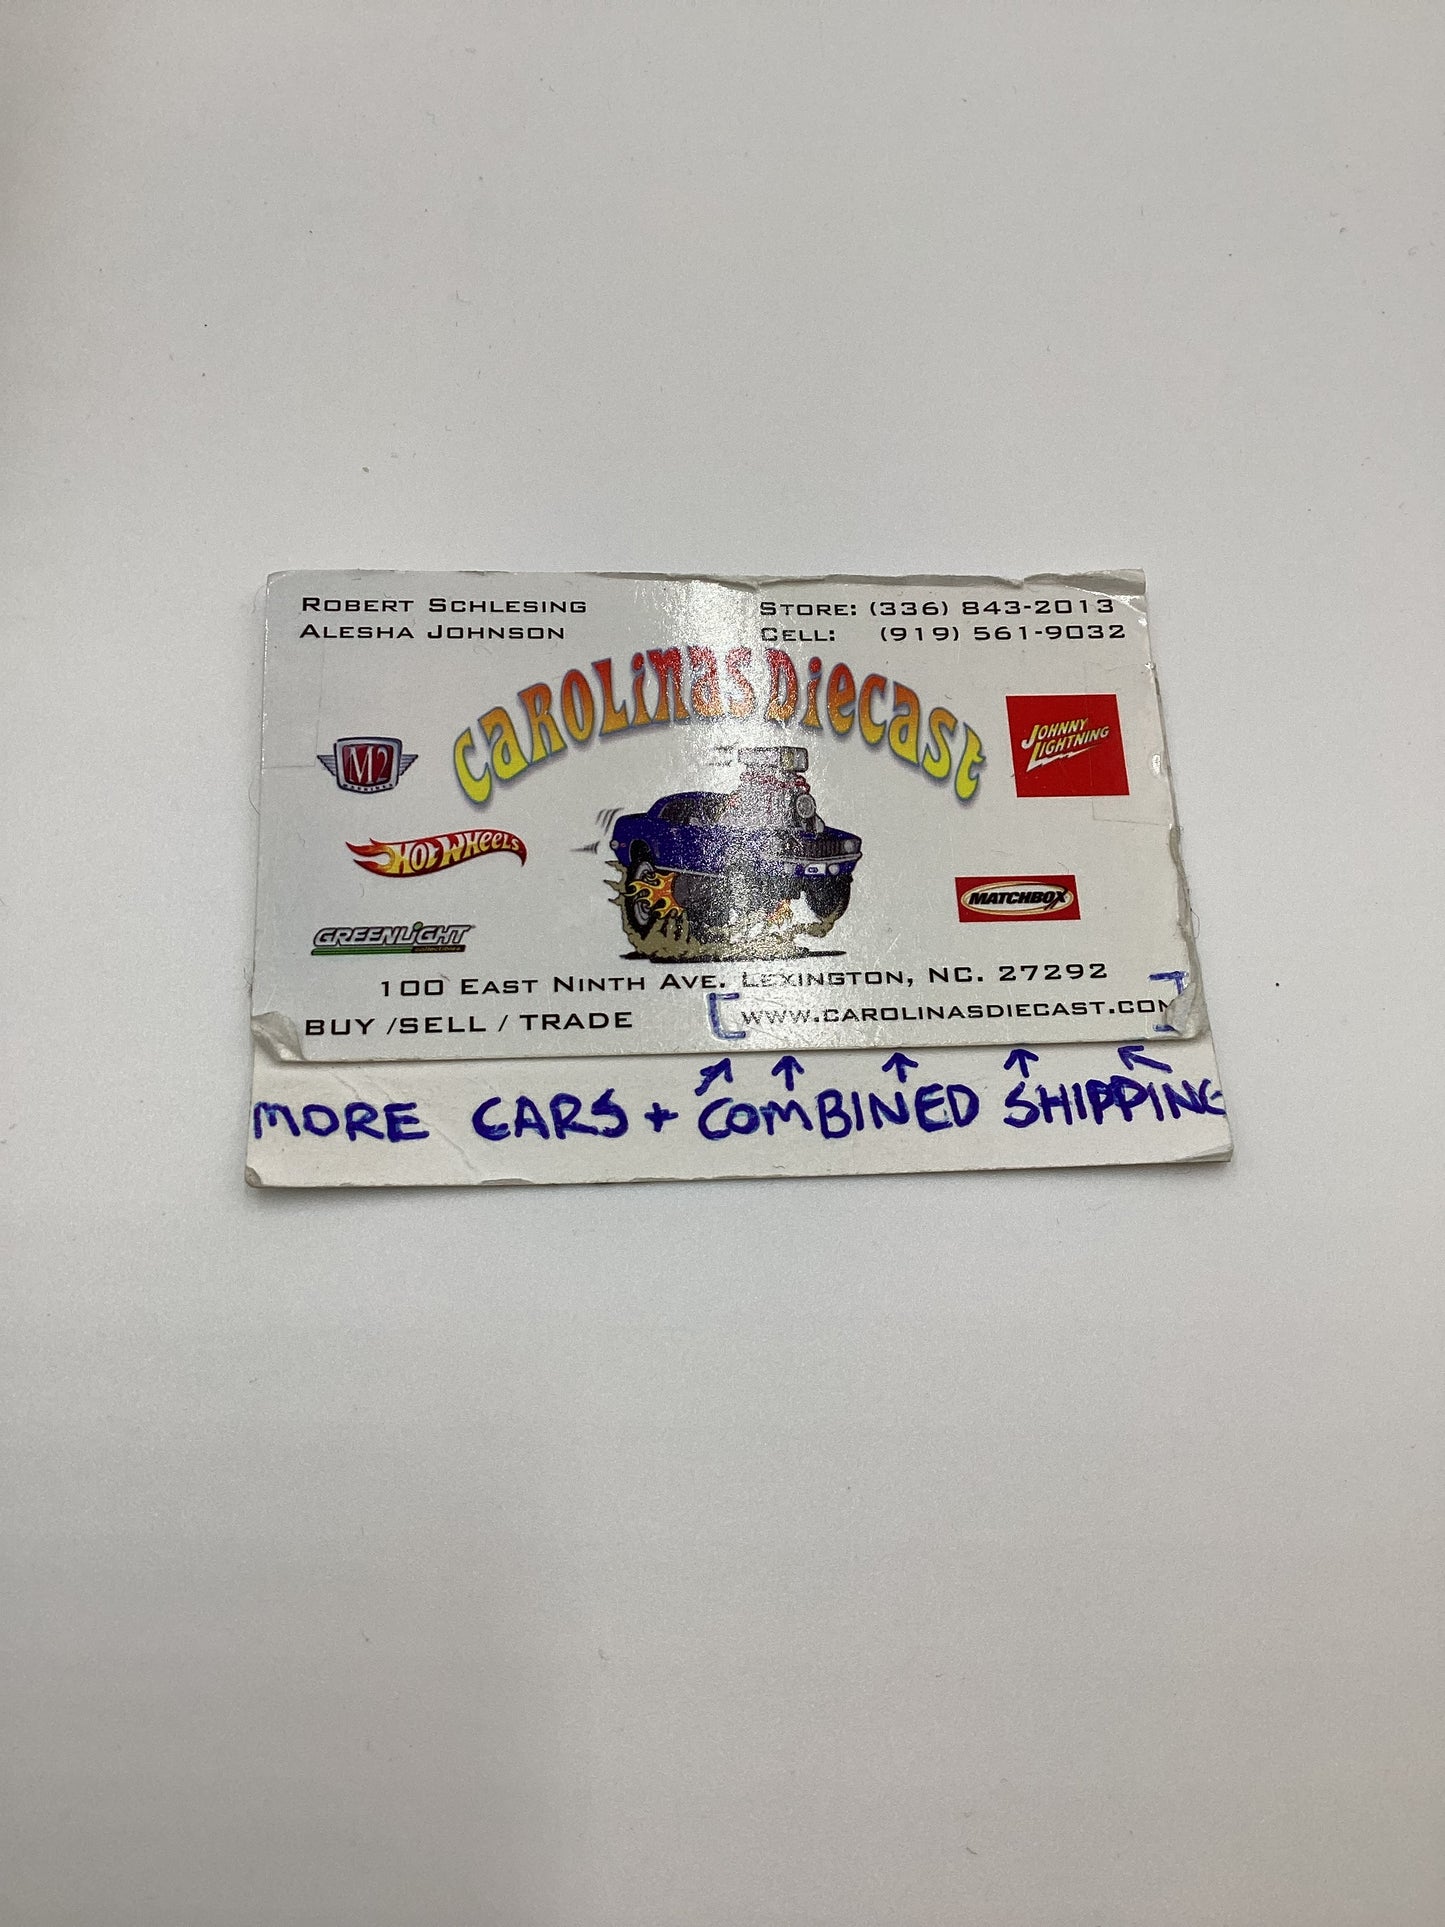 ROBERT SCHLESING
ALESHA JOHNSON
STORE: (336) 843-2013
CELL: (919) 561-9032
CAROLINAS DIECAST
M2
JOHNNY
LIGHTNING
HOT WHEELS
MATCHBOX
GREENLIGHT
collectibles
100 EAST NINTH AVE. LEXINGTON, NC. 27292
BUY /SELL / TRADE [WWW.CAROLINASDIECAST.COM]
MORE CARS + COMBINED SHIPPING